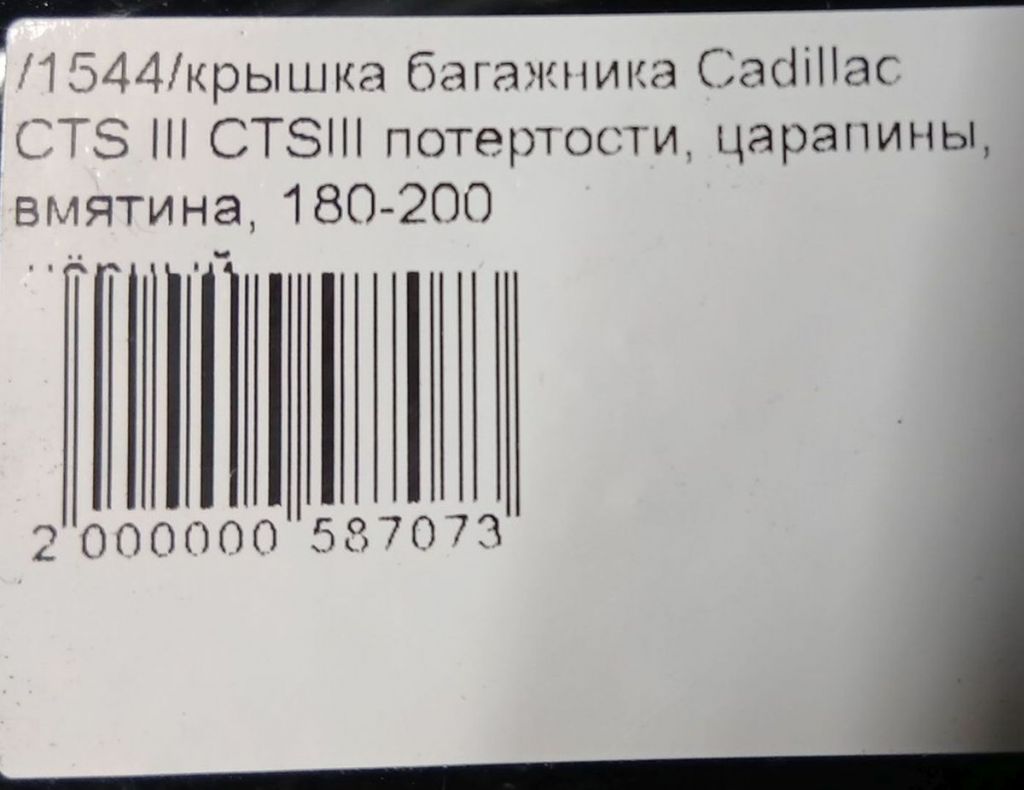 /1544/крышка багажника Cadillac
CTS III CTSIII потертости, царапины,
вмятина, 180-200
2 000000 587073